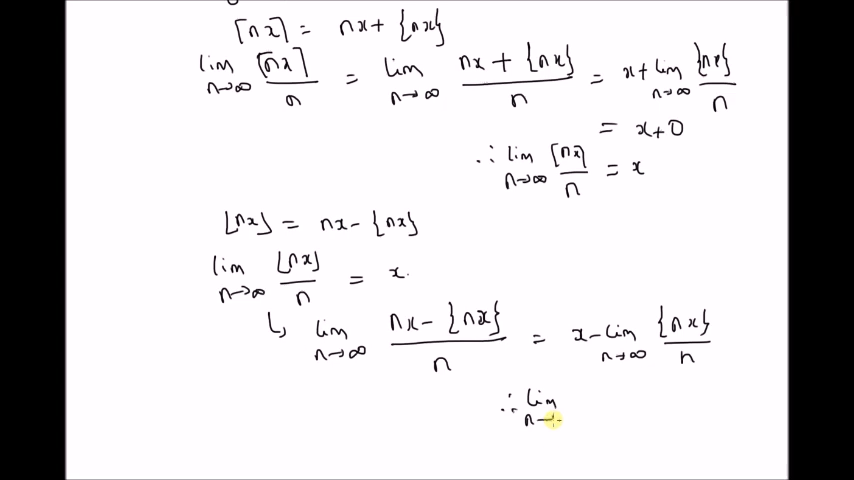 ⌈nx⌉ = nx + {nx}
lim n→∞ ⌈nx⌉/n = lim n→∞ (nx + {nx})/n = x + lim n→∞ {nx}/n
= x+0
∴ lim n→∞ ⌈nx⌉/n = x
⌊nx⌋ = nx - {nx}
lim n→∞ ⌊nx⌋/n = x.
↳ lim n→∞ (nx - {nx})/n = x - lim n→∞ {nx}/n
∴ lim n→